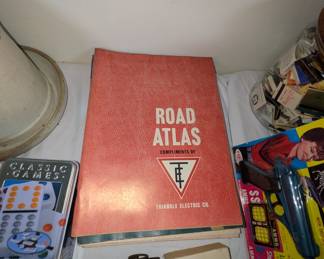 ROAD
ATLAS
COMPLIMENTS OF
TE
TRIANGLE ELECTRIC CO.
CLASSIC
GAMES